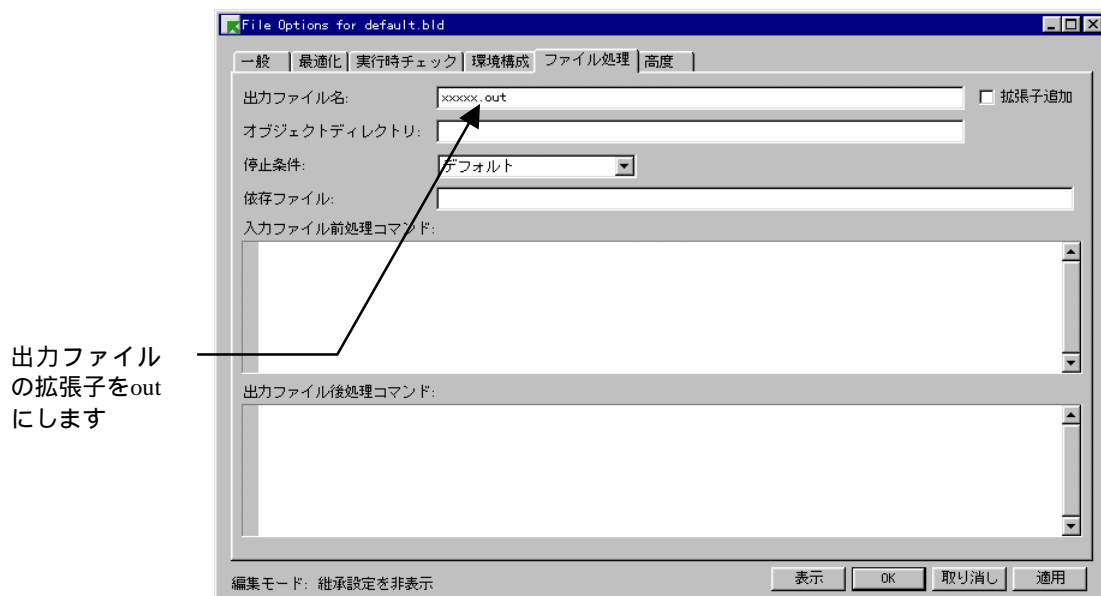 File Options for default.bld
一般 最適化 実行時チェック 環境構成 ファイル処理 高度
出力ファイル名: xxxxx.out 拡張子追加
オブジェクトディレクトリ:
停止条件: デフォルト
依存ファイル:
入力ファイル前処理コマンド:
出力ファイル
の拡張子をout
にします
出力ファイル後処理コマンド:
編集モード: 継承設定を非表示 表示 OK 取り消し 適用